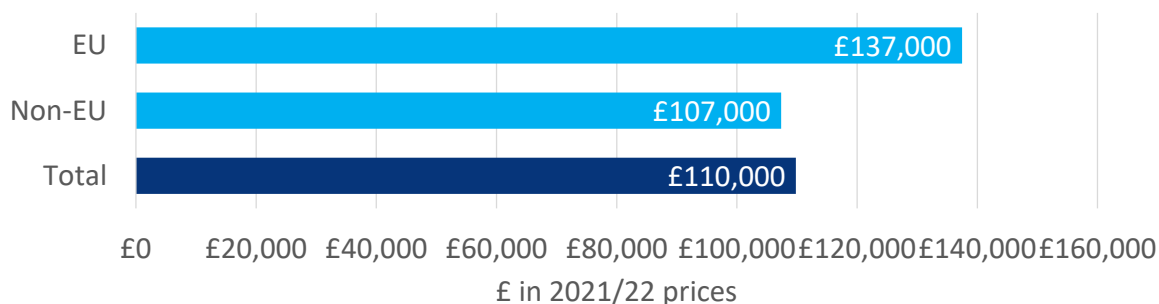 EU £137,000
Non-EU £107,000
Total £110,000
£0 £20,000 £40,000 £60,000 £80,000 £100,000 £120,000 £140,000 £160,000
£ in 2021/22 prices